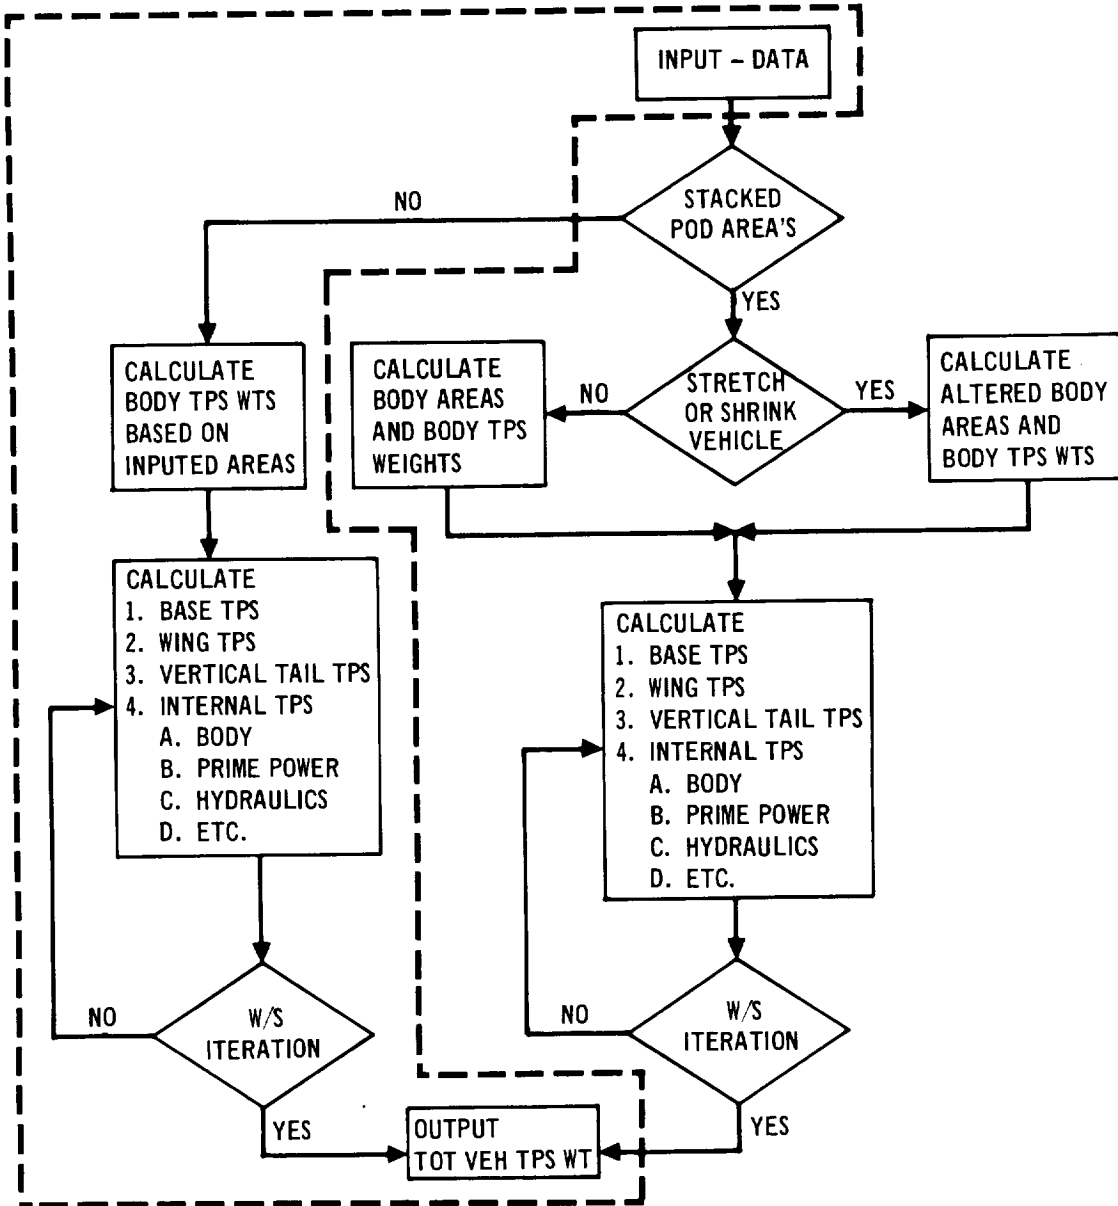 INPUT - DATA
STACKED
POD AREA'S
NO
YES
CALCULATE
BODY TPS WTS
BASED ON
INPUTED AREAS
CALCULATE
BODY AREAS
AND BODY TPS
WEIGHTS
NO
STRETCH
OR SHRINK
VEHICLE
YES
CALCULATE
ALTERED BODY
AREAS AND
BODY TPS WTS
CALCULATE
1. BASE TPS
2. WING TPS
3. VERTICAL TAIL TPS
4. INTERNAL TPS
A. BODY
B. PRIME POWER
C. HYDRAULICS
D. ETC.
CALCULATE
1. BASE TPS
2. WING TPS
3. VERTICAL TAIL TPS
4. INTERNAL TPS
A. BODY
B. PRIME POWER
C. HYDRAULICS
D. ETC.
NO
W/S
ITERATION
YES
NO
W/S
ITERATION
YES
OUTPUT
TOT VEH TPS WT